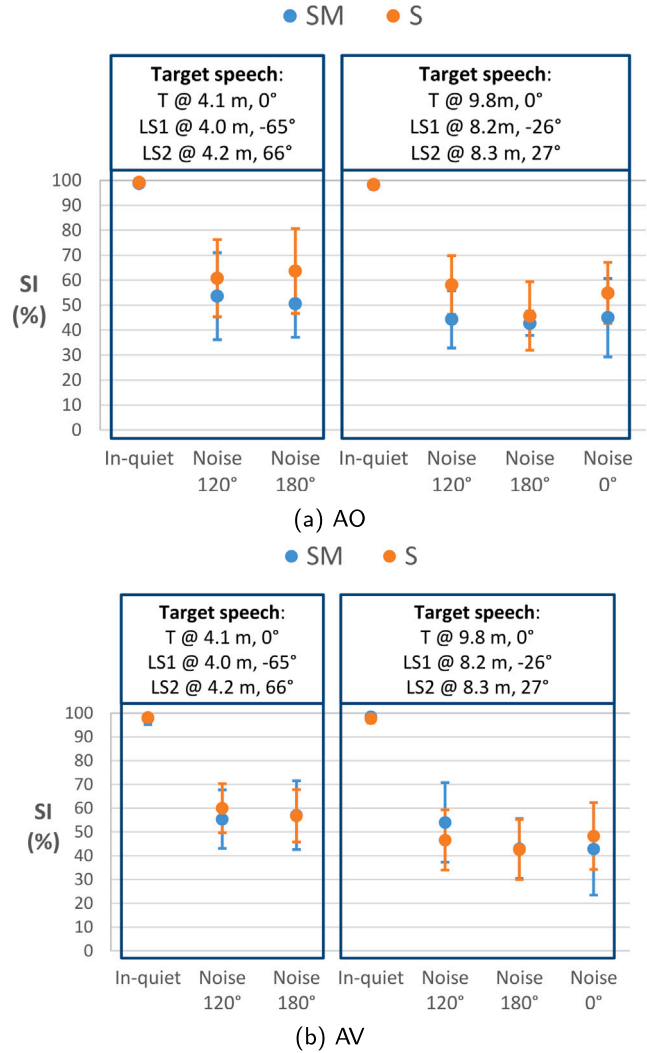 SM S
Target speech:
T @ 4.1 m, 0°
LS1 @ 4.0 m, -65°
LS2 @ 4.2 m, 66°
Target speech:
T @ 9.8m, 0°
LS1 @ 8.2m, -26°
LS2 @ 8.3 m, 27°
100
90
80
70
60
50
40
30
20
10
0
SI
(%)
In-quiet Noise Noise In-quiet Noise Noise Noise
120° 180° 120° 180° 0°
(a) AO
SM S
Target speech:
T @ 4.1 m, 0°
LS1 @ 4.0 m, -65°
LS2 @ 4.2 m, 66°
Target speech:
T @ 9.8 m, 0°
LS1 @ 8.2 m, -26°
LS2 @ 8.3 m, 27°
100
90
80
70
60
50
40
30
20
10
0
SI
(%)
In-quiet Noise Noise In-quiet Noise Noise Noise
120° 180° 120° 180° 0°
(b) AV